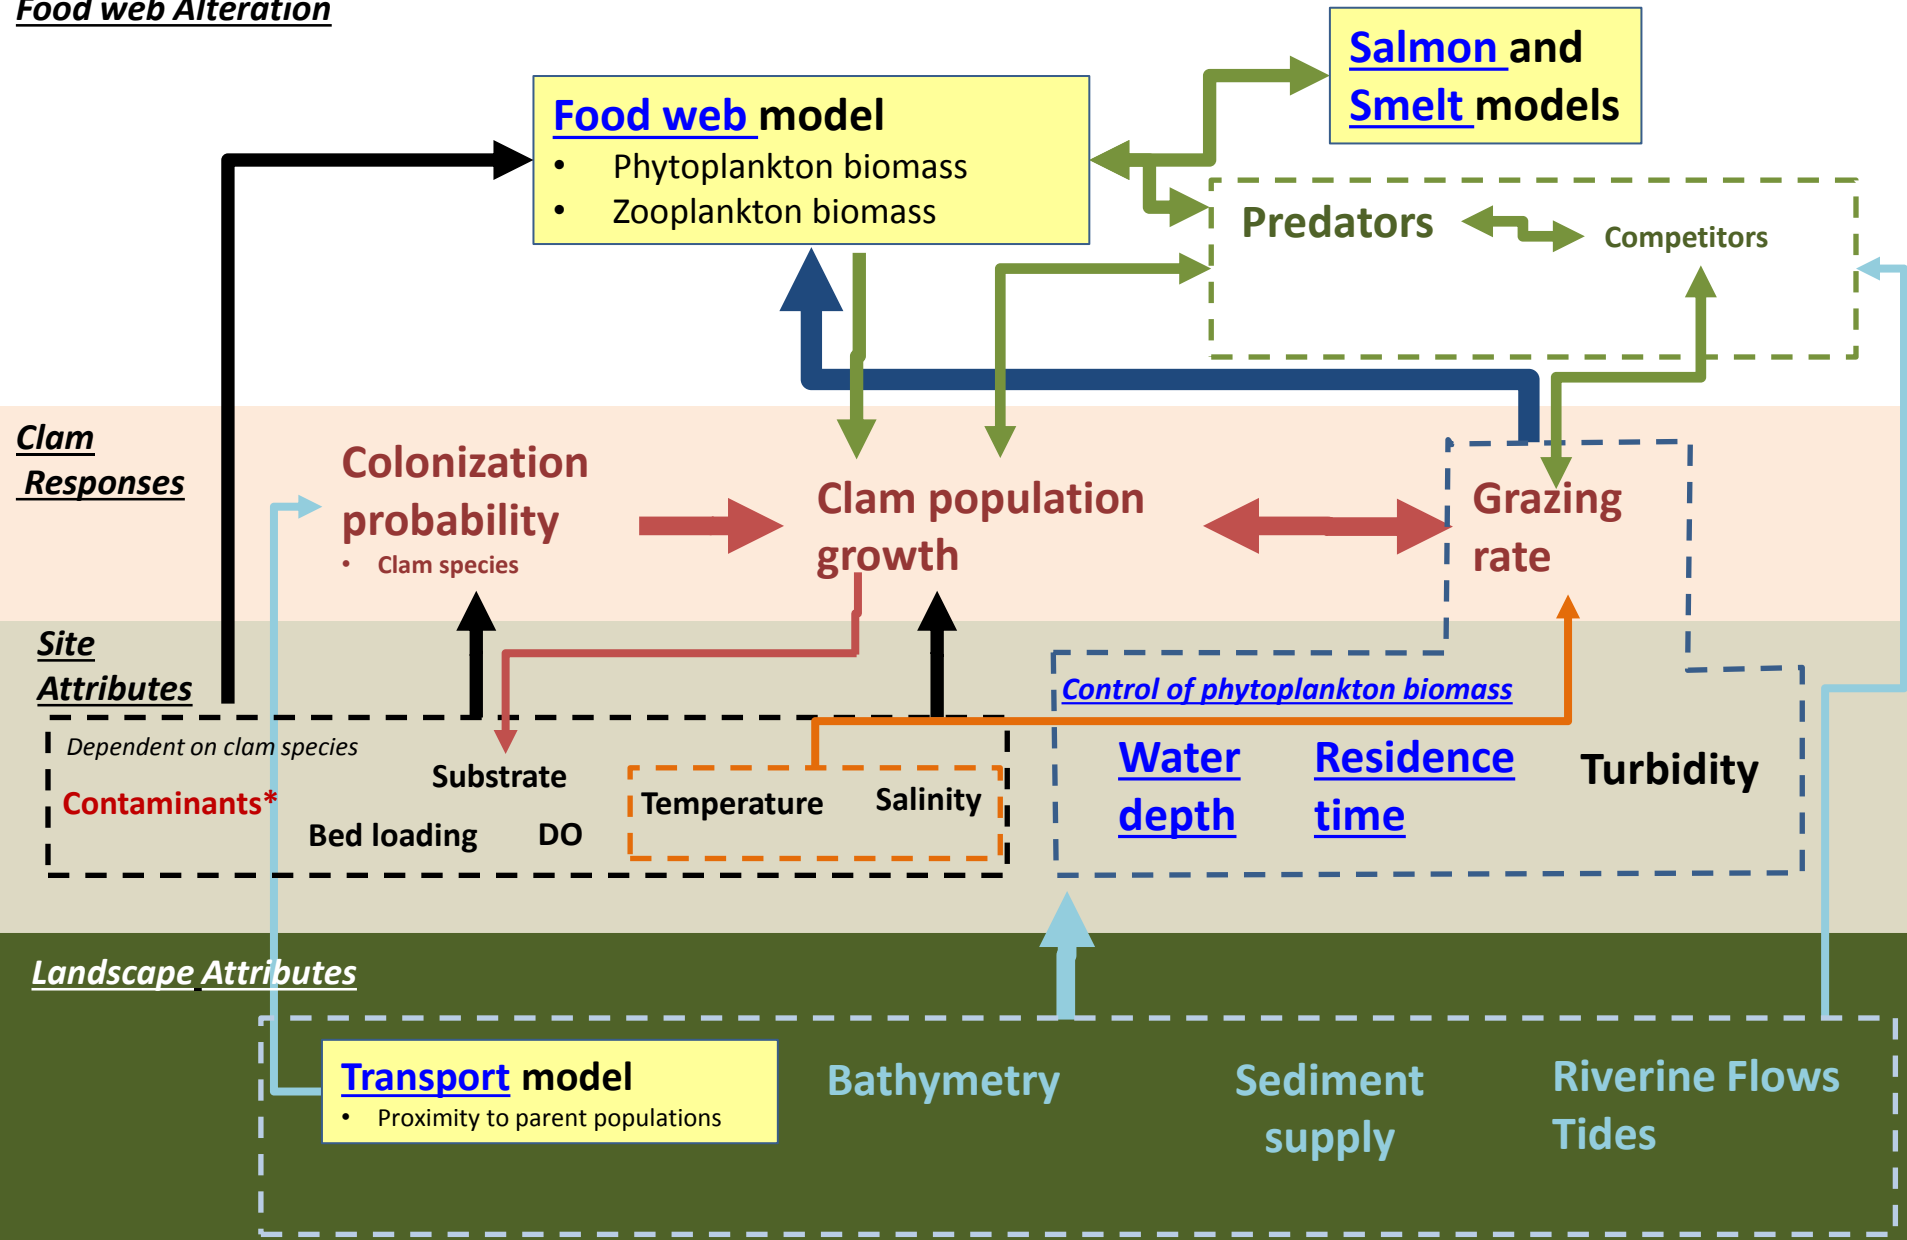 Food web Alteration
Salmon and
Smelt models
Food web model
• Phytoplankton biomass
• Zooplankton biomass
Predators
Competitors
Clam
Responses
Colonization
probability
• Clam species
Clam population
growth
Grazing
rate
Site
Attributes
Control of phytoplankton biomass
Dependent on clam species
Contaminants*
Substrate
Bed loading
DO
Temperature
Salinity
Water
depth
Residence
time
Turbidity
Landscape Attributes
Transport model
• Proximity to parent populations
Bathymetry
Sediment
supply
Riverine Flows
Tides